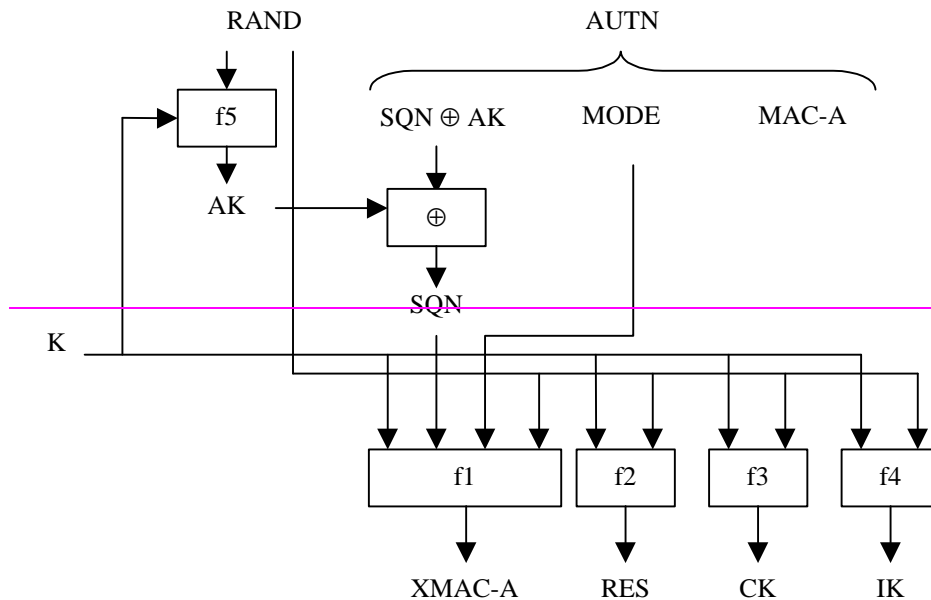 RAND AUTN
f5 SQN ⊕ AK MODE MAC-A
AK ⊕
SQN
K
f1 f2 f3 f4
XMAC-A RES CK IK